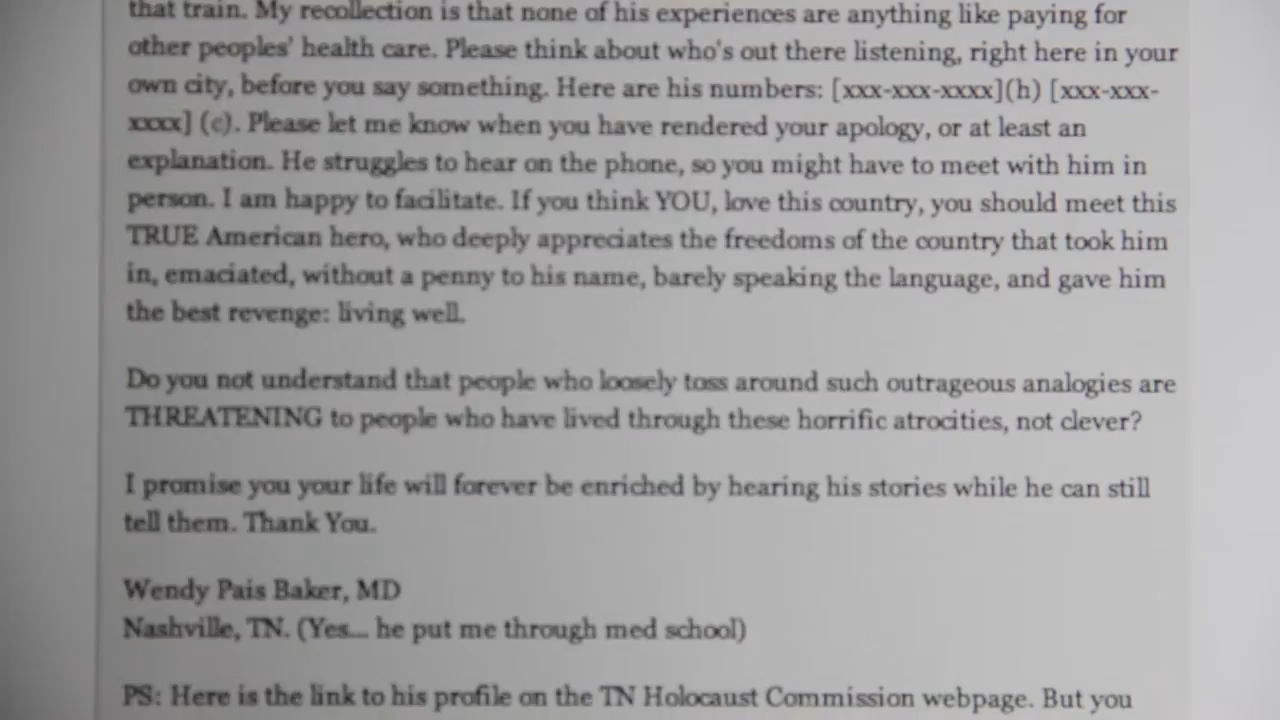 that train. My recollection is that none of his experiences are anything like paying for
other peoples' health care. Please think about who's out there listening, right here in your
own city, before you say something. Here are his numbers: [xxx-xxx-xxxx](h) [xxx-xxx-
xxxx] (c). Please let me know when you have rendered your apology, or at least an
explanation. He struggles to hear on the phone, so you might have to meet with him in
person. I am happy to facilitate. If you think YOU, love this country, you should meet this
TRUE American hero, who deeply appreciates the freedoms of the country that took him
in, emaciated, without a penny to his name, barely speaking the language, and gave him
the best revenge: living well.
Do you not understand that people who loosely toss around such outrageous analogies are
THREATENING to people who have lived through these horrific atrocities, not clever?
I promise you your life will forever be enriched by hearing his stories while he can still
tell them. Thank You.
Wendy Pais Baker, MD
Nashville, TN. (Yes... he put me through med school)
PS: Here is the link to his profile on the TN Holocaust Commission webpage. But you